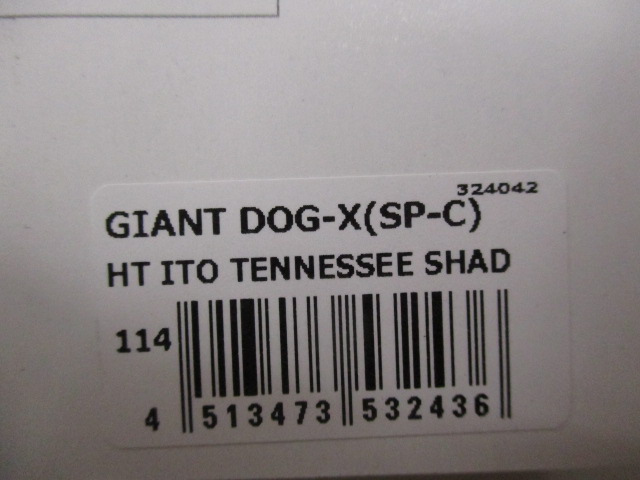 324042
GIANT DOG-X(SP-C)
HT ITO TENNESSEE SHAD
114
4 513473 532436